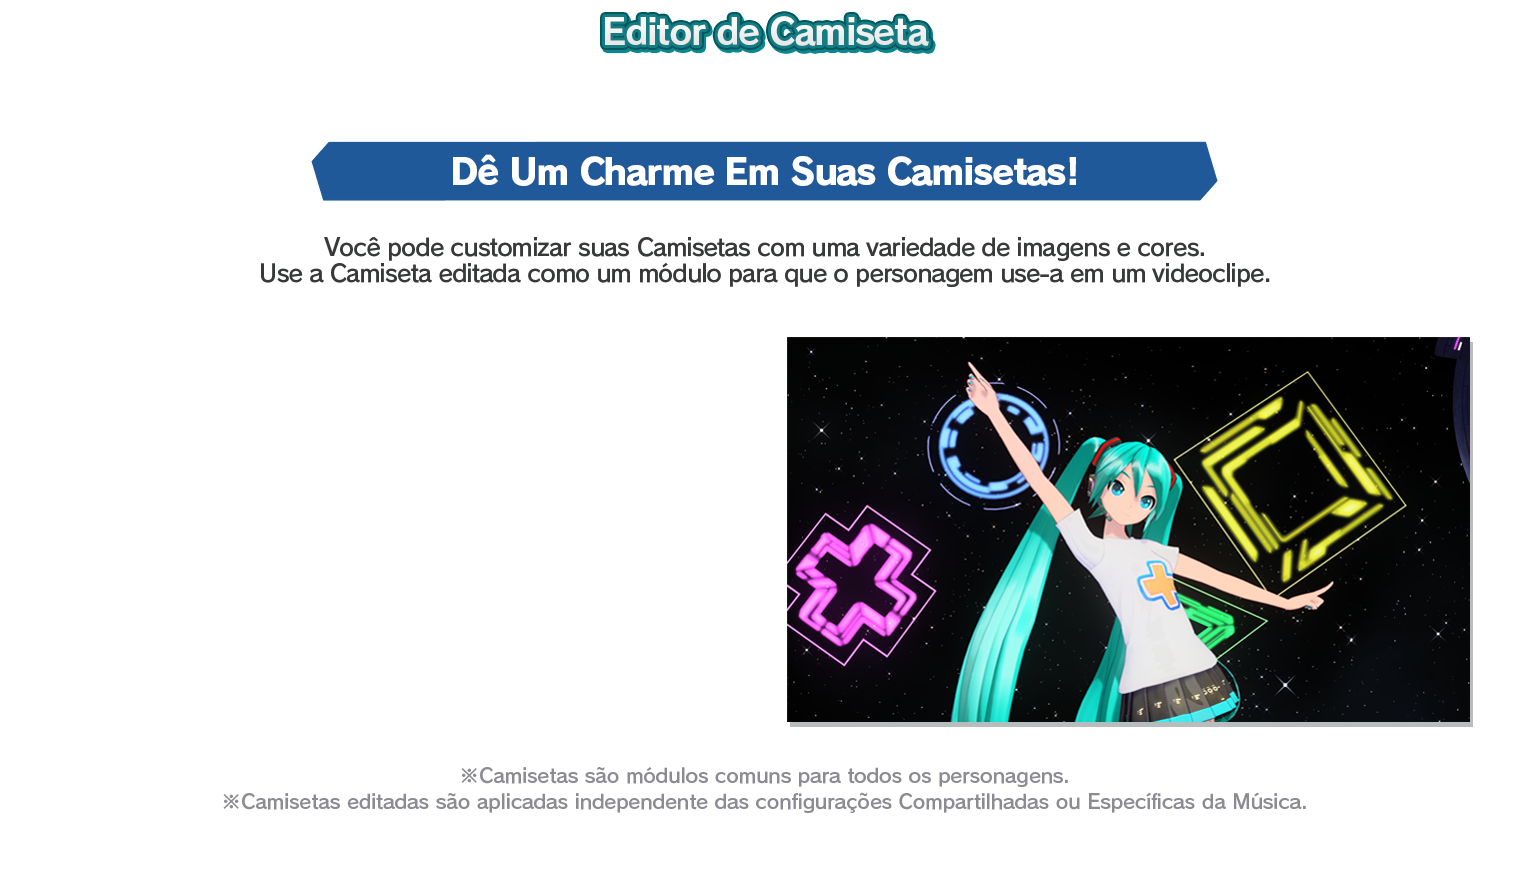 Editor de Camiseta
Dê Um Charme Em Suas Camisetas!
Você pode customizar suas Camisetas com uma variedade de imagens e cores.
Use a Camiseta editada como um módulo para que o personagem use-a em um videoclipe.
※Camisetas são módulos comuns para todos os personagens.
※Camisetas editadas são aplicadas independente das configurações Compartilhadas ou Específicas da Música.